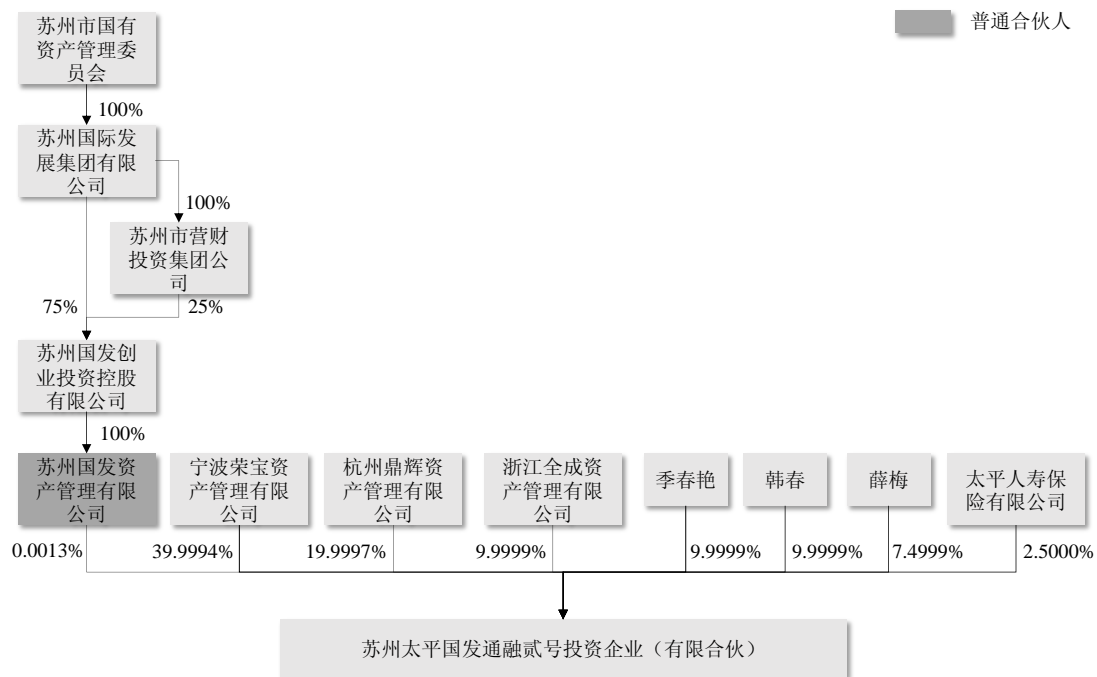 苏州市国有
资产管理委
员会
普通合伙人
100%
苏州国际发
展集团有限
公司
100%
苏州市营财
投资集团公
司
75%
25%
苏州国发创
业投资控股
有限公司
100%
苏州国发资
产管理有限
公司
宁波荣宝资
产管理有限
公司
杭州鼎辉资
产管理有限
公司
浙江全成资
产管理有限
公司
季春艳
韩春
薛梅
太平人寿保
险有限公司
0.0013%
39.9994%
19.9997%
9.9999%
9.9999%
9.9999%
7.4999%
2.5000%
苏州太平国发通融贰号投资企业（有限合伙）